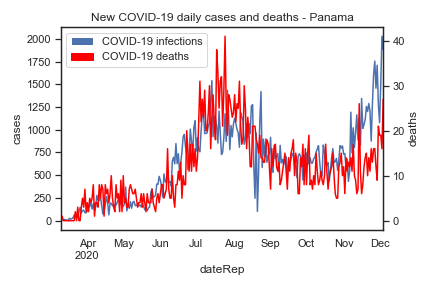 New COVID-19 daily cases and deaths - Panama
COVID-19 infections
COVID-19 deaths
cases
2000
1750
1500
1250
1000
750
500
250
0
deaths
40
30
20
10
0
Apr May Jun Jul Aug Sep Oct Nov Dec
2020
dateRep